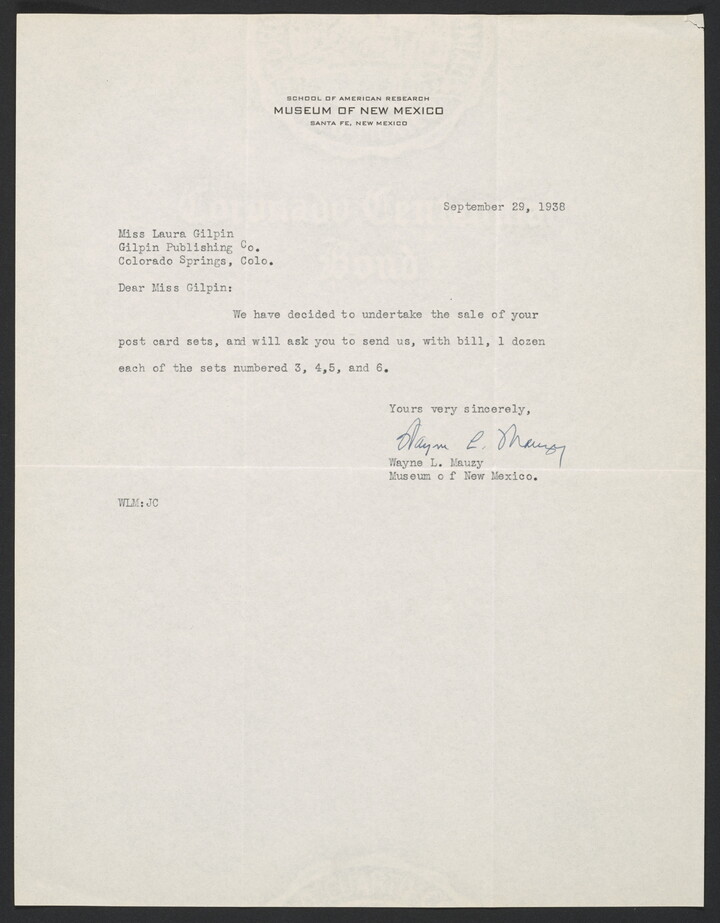 SCHOOL OF AMERICAN RESEARCH
MUSEUM OF NEW MEXICO
SANTA FE, NEW MEXICO
September 29, 1938
Miss Laura Gilpin
Gilpin Publishing Co.
Colorado Springs, Colo.
Dear Miss Gilpin:
We have decided to undertake the sale of your
post card sets, and will ask you to send us, with bill, 1 dozen
each of the sets numbered 3, 4,5, and 6.
Yours very sincerely,
Wayne L. Mauzy
Wayne L. Mauzy
Museum o f New Mexico.
WLM:JC